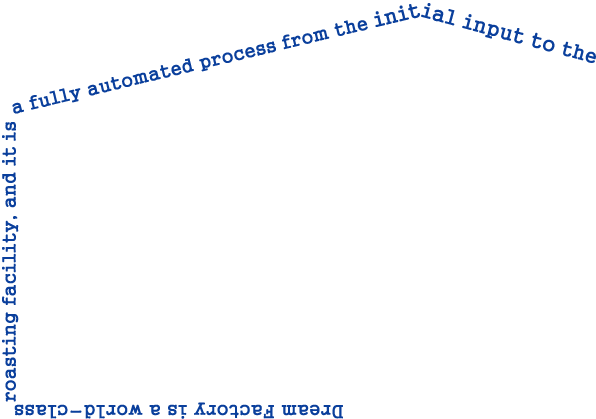 Dream Factory is a world-class
roasting facility, and it is
a fully automated process from the initial input to the